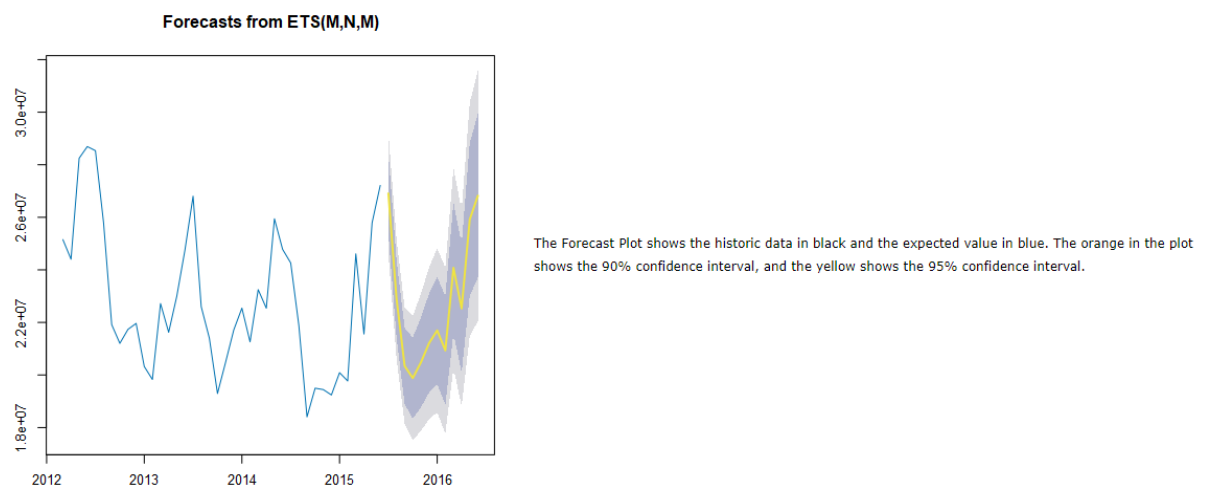 Forecasts from ETS(M,N,M)
3.0e+07
2.6e+07
2.2e+07
1.8e+07
2012 2013 2014 2015 2016
The Forecast Plot shows the historic data in black and the expected value in blue. The orange in the plot
shows the 90% confidence interval, and the yellow shows the 95% confidence interval.